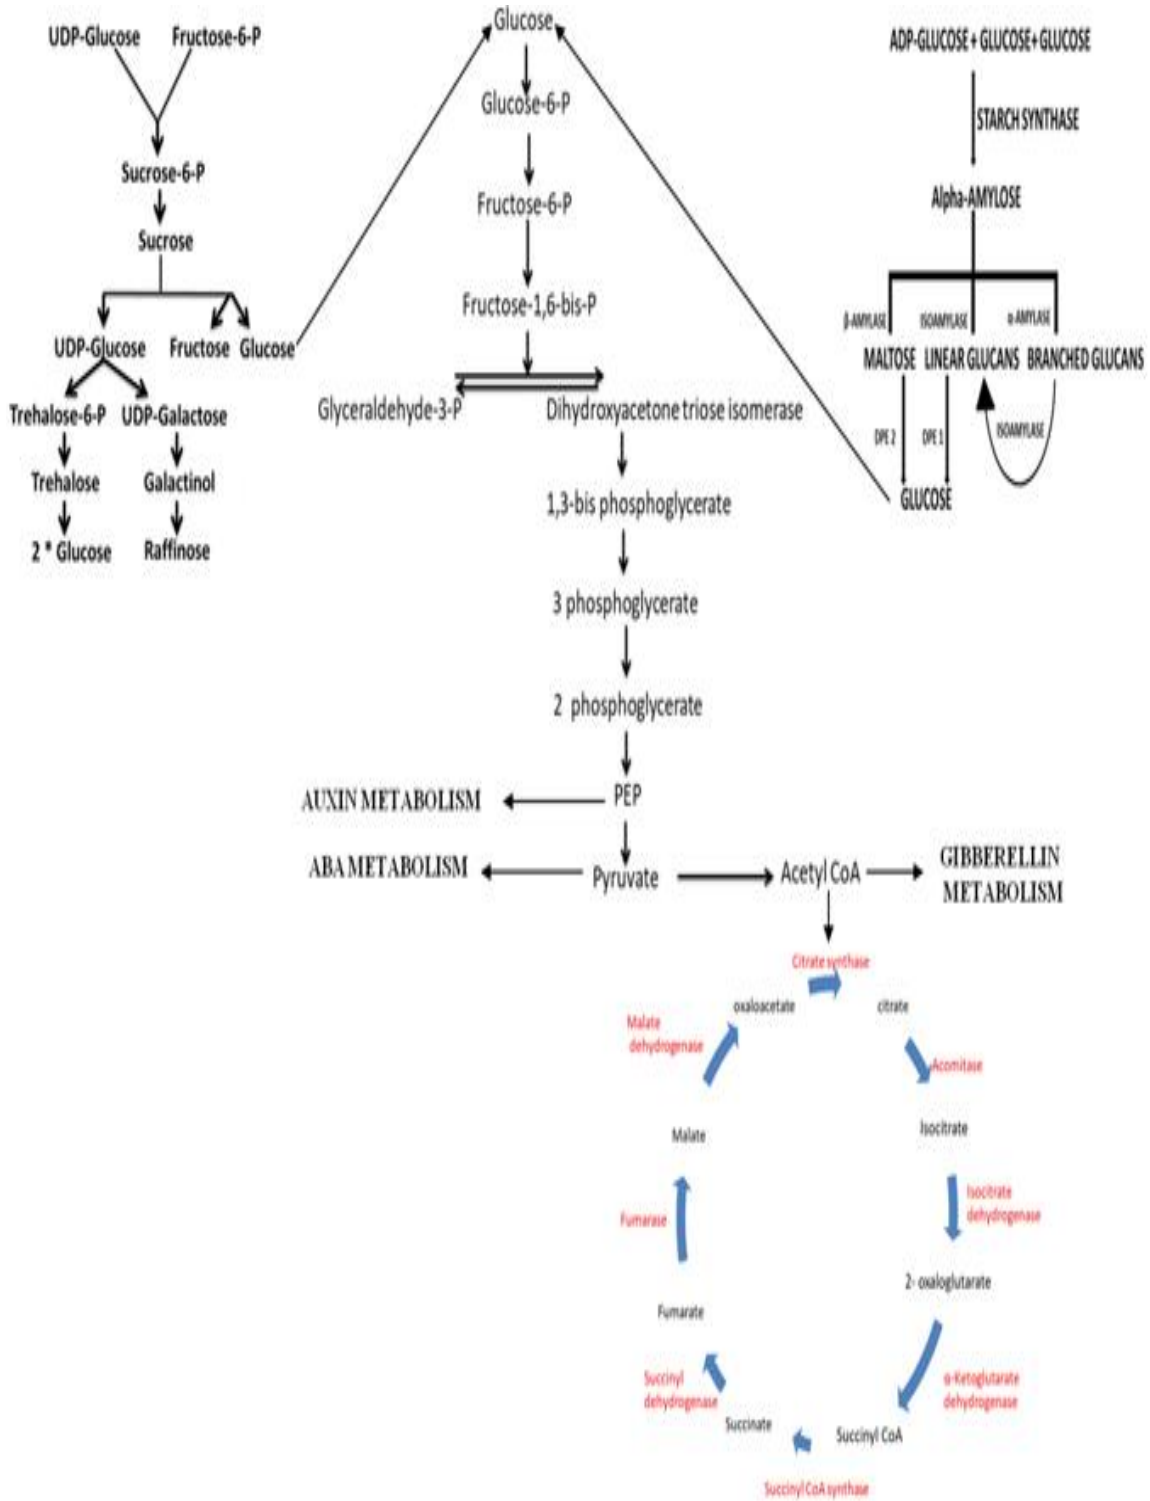 UDP-Glucose
Fructose-6-P
Sucrose-6-P
Sucrose
UDP-Glucose
Fructose
Glucose
Trehalose-6-P
UDP-Galactose
Trehalose
Galactinol
2 * Glucose
Raffinose
Glucose
Glucose-6-P
Fructose-6-P
Fructose-1,6-bis-P
Glyceraldehyde-3-P
Dihydroxyacetone triose isomerase
1,3-bis phosphoglycerate
3 phosphoglycerate
2 phosphoglycerate
PEP
AUXIN METABOLISM
Pyruvate
ABA METABOLISM
Acetyl CoA
GIBBERELLIN
METABOLISM
ADP-GLUCOSE + GLUCOSE+GLUCOSE
STARCH SYNTHASE
Alpha-AMYLOSE
β-AMYLASE
ISOAMYLASE
α-AMYLASE
MALTOSE
LINEAR GLUCANS
BRANCHED GLUCANS
DPE 2
DPE 1
ISOAMYLASE
GLUCOSE
Citrate synthase
oxaloacetate
citrate
Malate
dehydrogenase
Acomitase
Malate
Isocitrate
Isocitrate
dehydrogenase
Fumarase
2- oxaloglutarate
Fumarate
α-Ketoglutarate
dehydrogenase
Succinyl
dehydrogenase
Succinate
Succinyl CoA
Succinyl CoA synthase